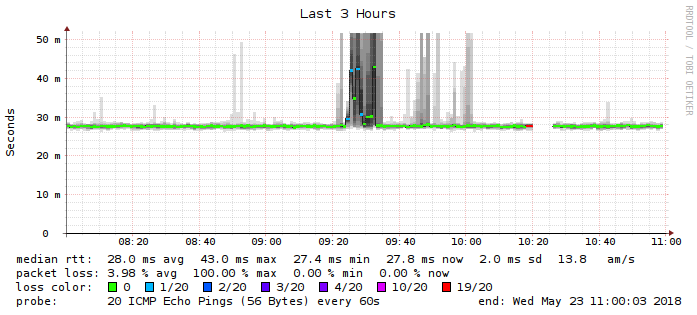 Last 3 Hours
RRDTOOL / TOBI OETIKER
Seconds
50 m
40 m
30 m
20 m
10 m
0
08:20 08:40 09:00 09:20 09:40 10:00 10:20 10:40 11:00
median rtt: 28.0 ms avg 43.0 ms max 27.4 ms min 27.8 ms now 2.0 ms sd 13.8 am/s
packet loss: 3.98 % avg 100.00 % max 0.00 % min 0.00 % now
loss color: 0 1/20 2/20 3/20 4/20 10/20 19/20
probe: 20 ICMP Echo Pings (56 Bytes) every 60s end: Wed May 23 11:00:03 2018